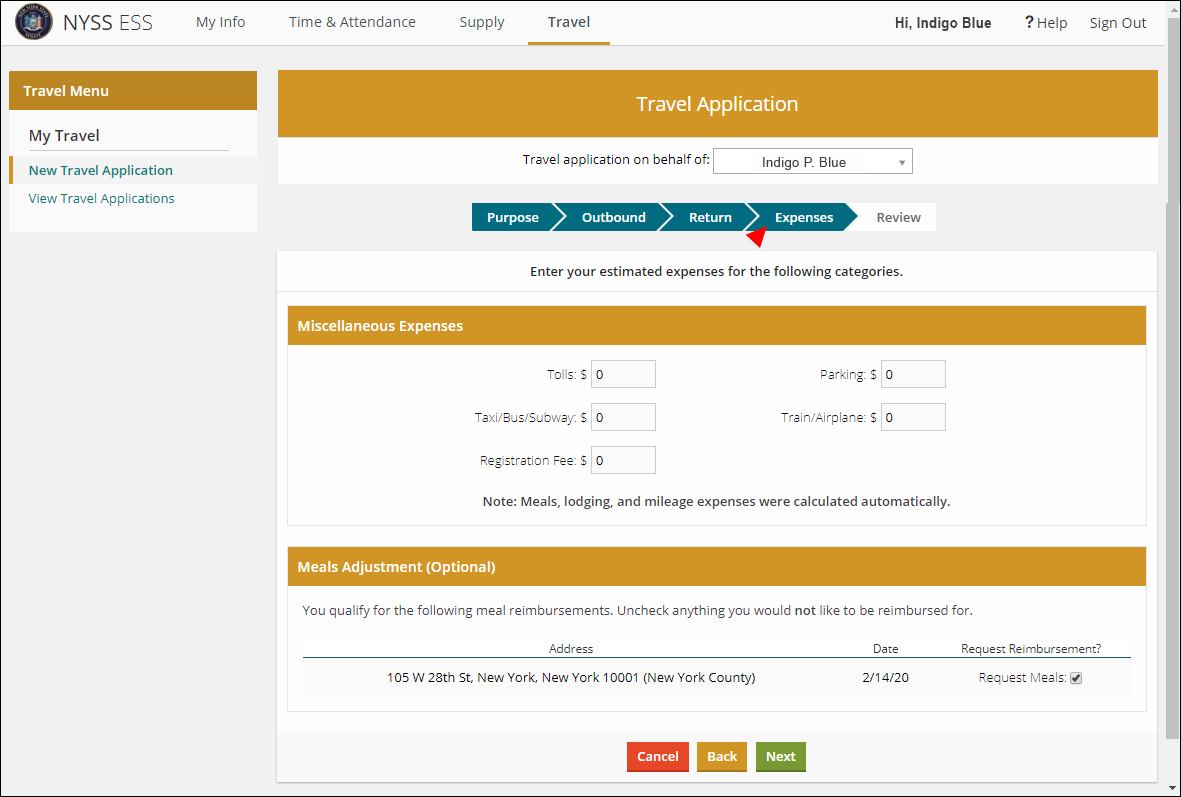 NYSS ESS My Info Time & Attendance Supply Travel Hi, Indigo Blue ? Help Sign Out
Travel Menu
My Travel
New Travel Application
View Travel Applications
Travel Application
Travel application on behalf of: Indigo P. Blue
Purpose Outbound Return Expenses Review
Enter your estimated expenses for the following categories.
Miscellaneous Expenses
Tolls: $ 0 Parking: $ 0
Taxi/Bus/Subway: $ 0 Train/Airplane: $ 0
Registration Fee: $ 0
Note: Meals, lodging, and mileage expenses were calculated automatically.
Meals Adjustment (Optional)
You qualify for the following meal reimbursements. Uncheck anything you would not like to be reimbursed for.
Address Date Request Reimbursement?
105 W 28th St, New York, New York 10001 (New York County) 2/14/20 Request Meals:
Cancel Back Next